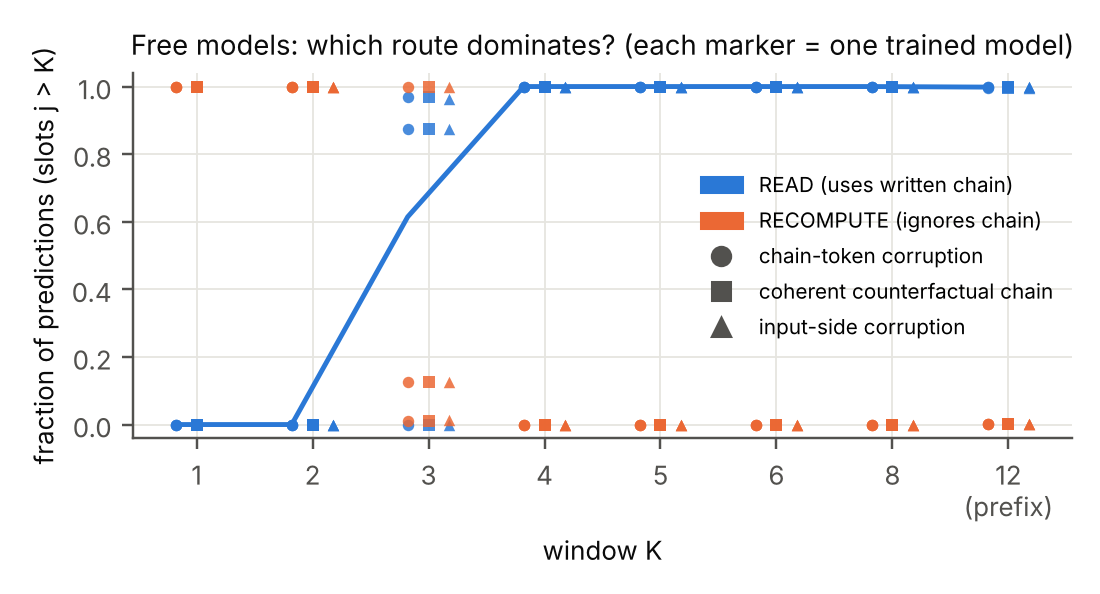 Free models: which route dominates? (each marker = one trained model)
fraction of predictions (slots j > K)
1.0
0.8
0.6
0.4
0.2
0.0
READ (uses written chain)
RECOMPUTE (ignores chain)
chain-token corruption
coherent counterfactual chain
input-side corruption
1 2 3 4 5 6 8 12
(prefix)
window K